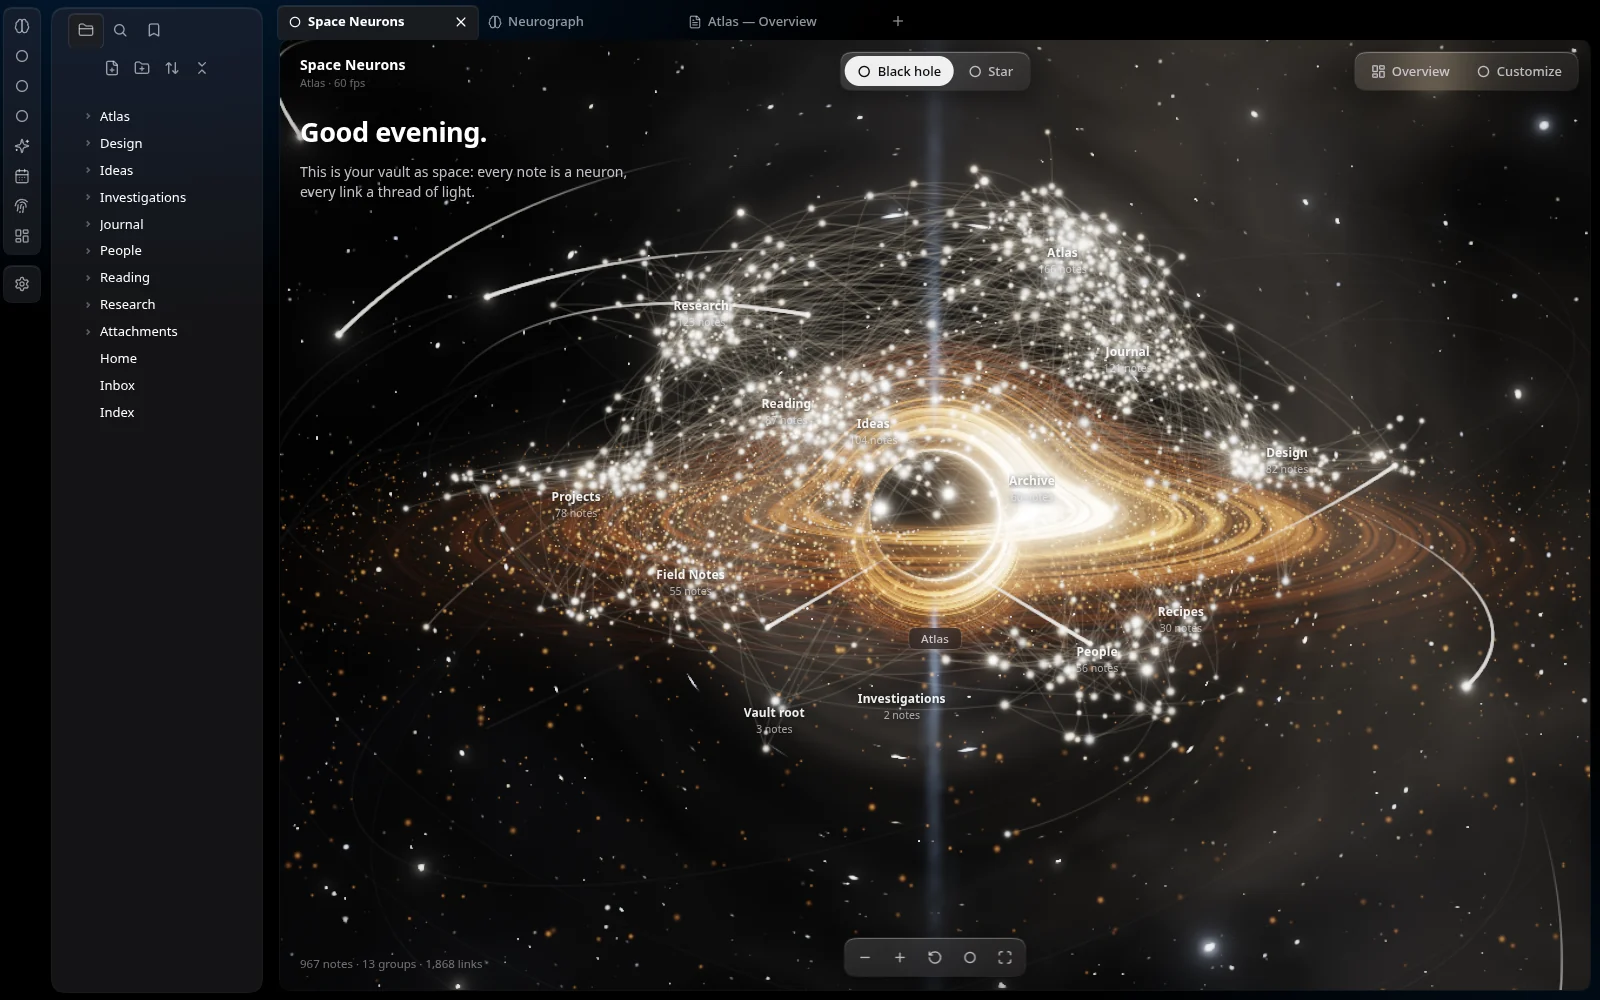 Space Neurons
Neurograph
Atlas — Overview
Atlas
Design
Ideas
Investigations
Journal
People
Reading
Research
Attachments
Home
Inbox
Index
Space Neurons
Atlas · 60 fps
Black hole
Star
Overview
Customize
Good evening.
This is your vault as space: every note is a neuron,
every link a thread of light.
Atlas
notes
Research
notes
Journal
notes
Reading
notes
Ideas
104 notes
Design
82 notes
Archive
Projects
78 notes
Field Notes
55 notes
Recipes
30 notes
Atlas
People
56 notes
Investigations
2 notes
Vault root
3 notes
967 notes · 13 groups · 1,868 links